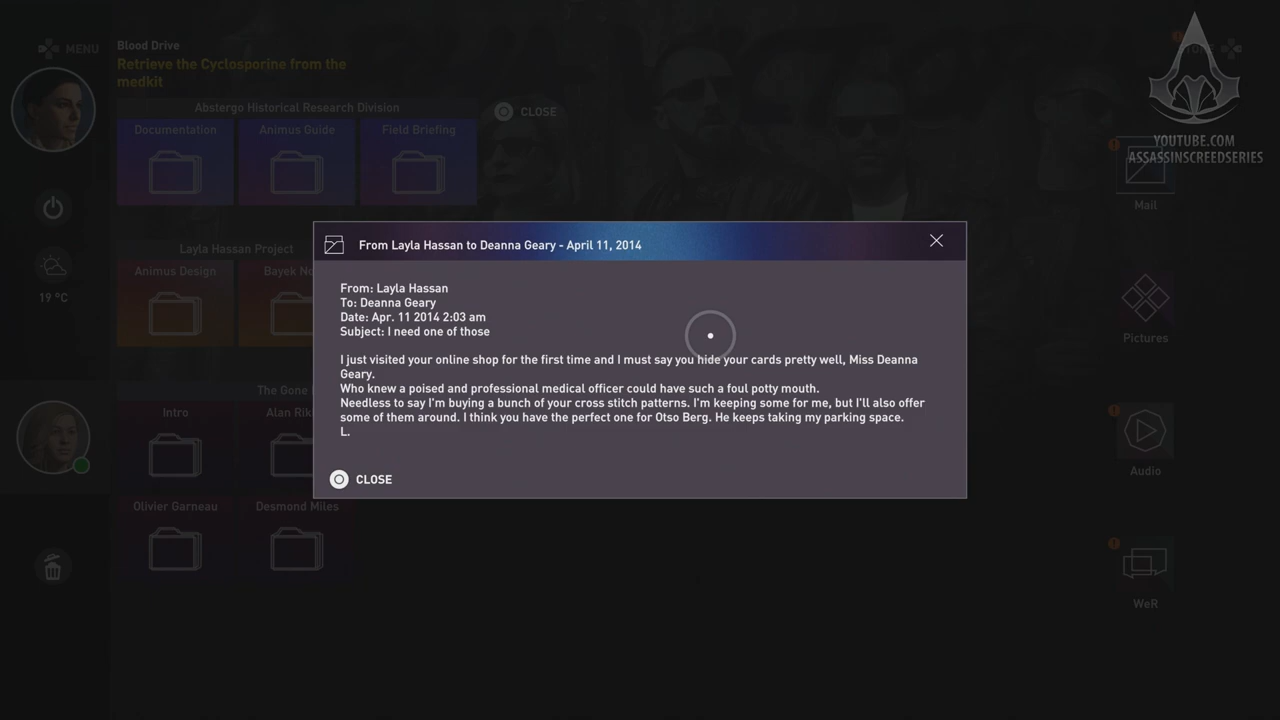 MENU
Blood Drive
Retrieve the Cyclosporine from the
medkit
Abstergo Historical Research Division
CLOSE
Documentation
Animus Guide
Field Briefing
YOUTUBE.COM
ASSASSINSCREEDSERIES
Mail
Layla Hassan Project
Animus Design
Bayek No
19 °C
From Layla Hassan to Deanna Geary - April 11, 2014
From: Layla Hassan
To: Deanna Geary
Date: Apr. 11 2014 2:03 am
Subject: I need one of those
I just visited your online shop for the first time and I must say you hide your cards pretty well, Miss Deanna
Geary.
Who knew a poised and professional medical officer could have such a foul potty mouth.
Needless to say I'm buying a bunch of your cross stitch patterns. I'm keeping some for me, but I'll also offer
some of them around. I think you have the perfect one for Otso Berg. He keeps taking my parking space.
L.
CLOSE
Pictures
The Gone
Intro
Alan Rik
Audio
Olivier Garneau
Desmond Miles
WeR